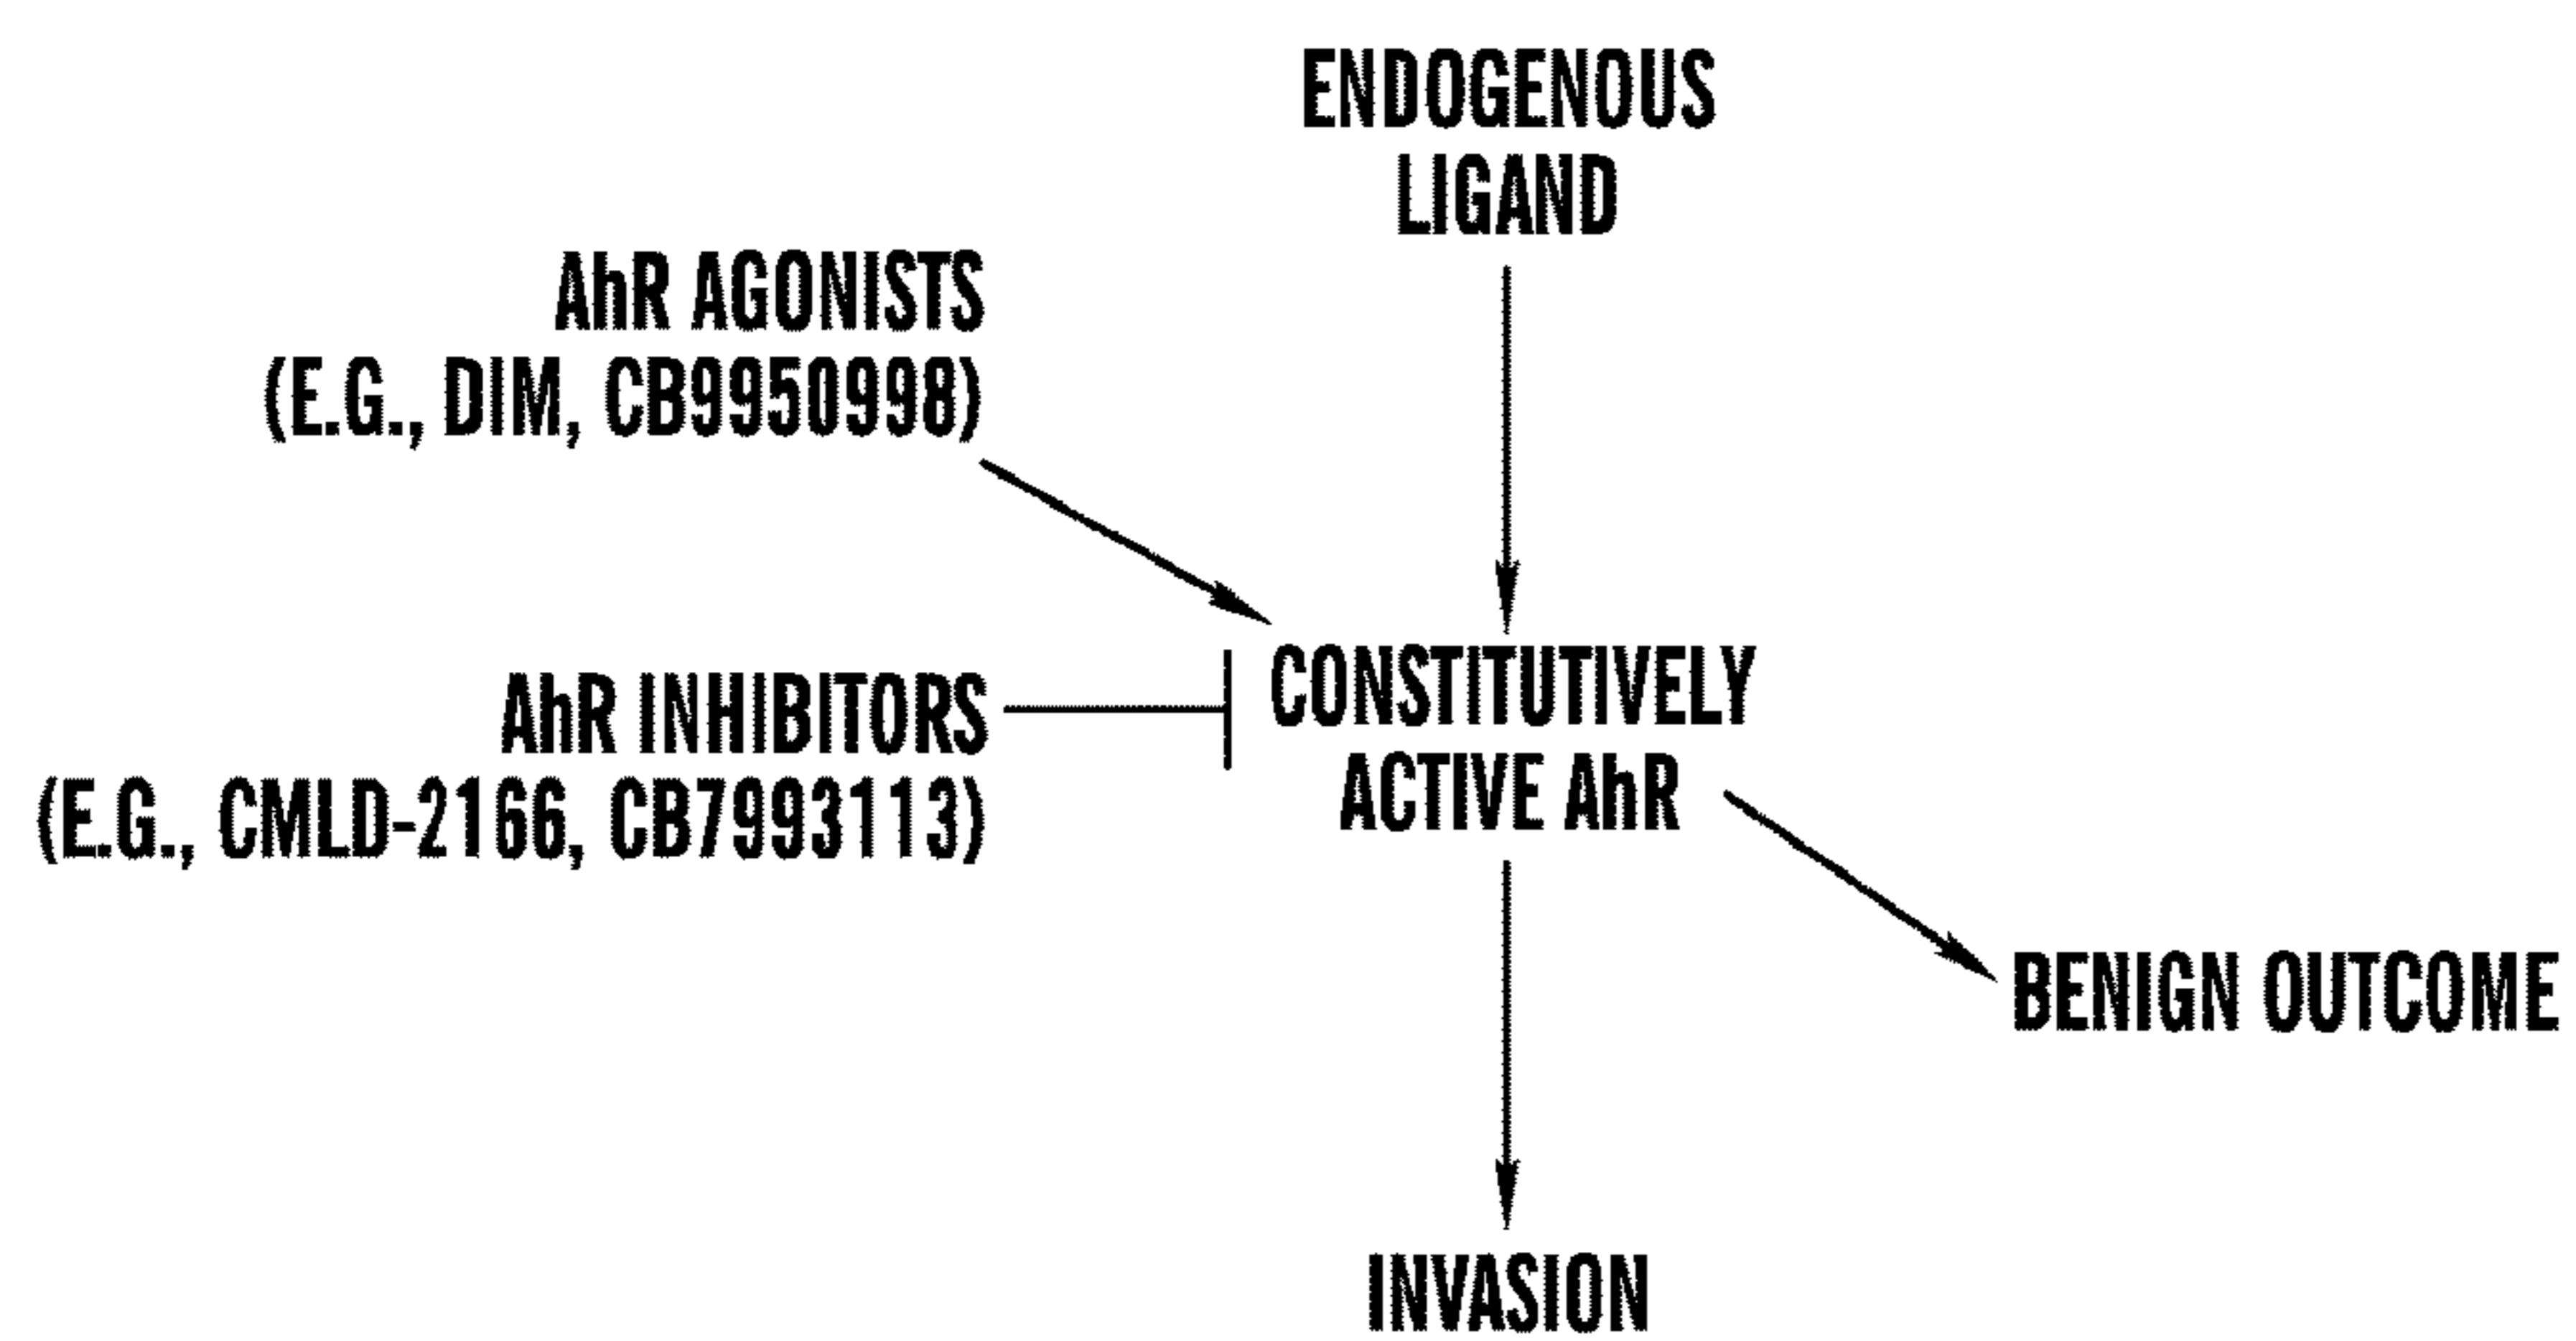 ENDOGENOUS
LIGAND
AhR AGONISTS
(E.G., DIM, CB9950998)
AhR INHIBITORS
(E.G., CMLD-2166, CB7993113)
CONSTITUTIVELY
ACTIVE AhR
BENIGN OUTCOME
INVASION